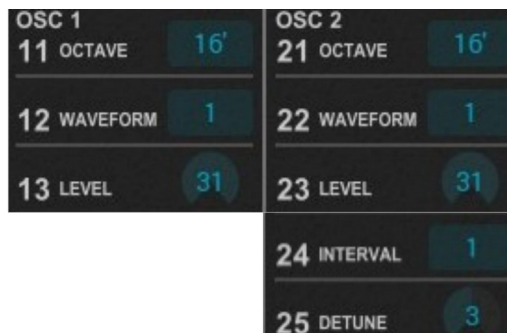 OSC 1
11 OCTAVE 16'
12 WAVEFORM 1
13 LEVEL 31
OSC 2
21 OCTAVE 16'
22 WAVEFORM 1
23 LEVEL 31
24 INTERVAL 1
25 DETUNE 3